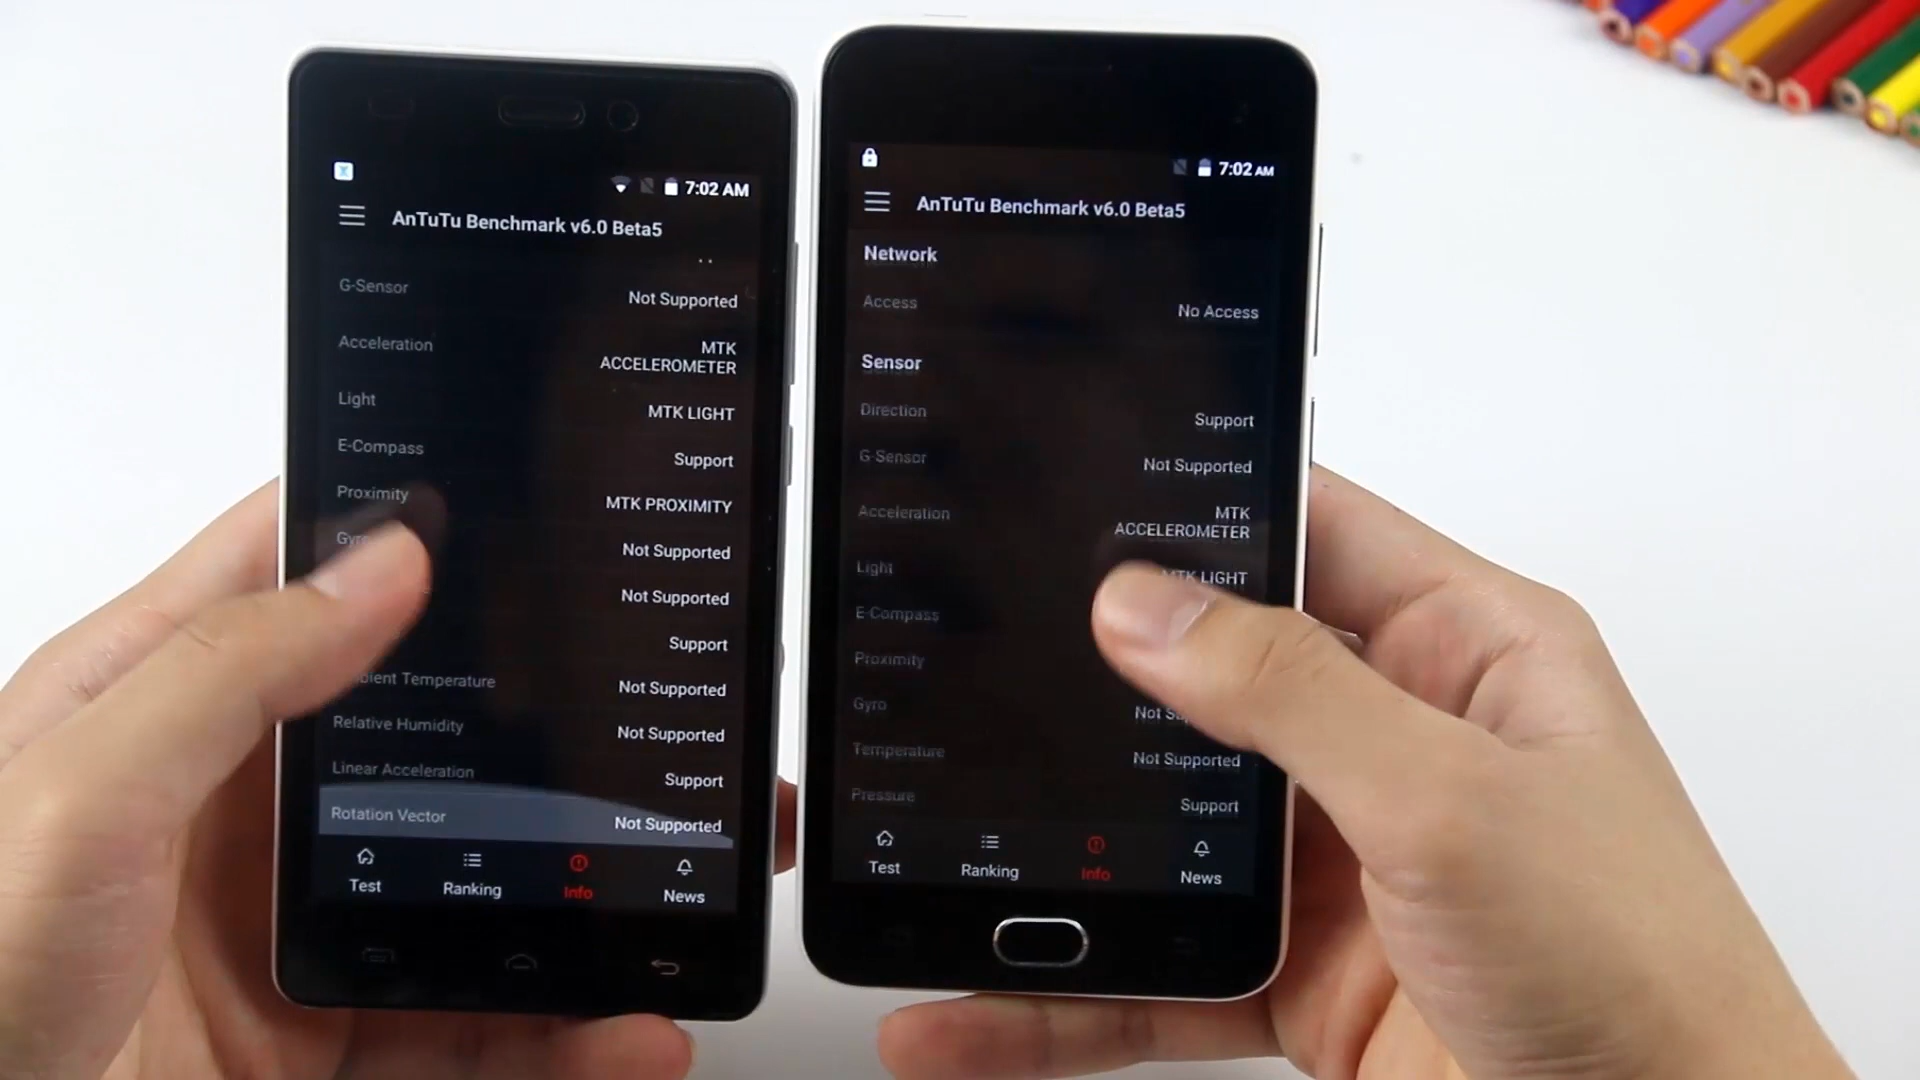 7:02 AM
AnTuTu Benchmark v6.0 Beta5
G-Sensor
Not Supported
Acceleration
MTK
ACCELEROMETER
Light
MTK LIGHT
E-Compass
Support
Proximity
MTK PROXIMITY
Not Supported
Not Supported
Support
Temperature
Not Supported
Relative Humidity
Not Supported
Linear Acceleration
Support
Rotation Vector
Not Supported
Test
Ranking
Info
News
7:02 AM
AnTuTu Benchmark v6.0 Beta5
Network
Access
No Access
Sensor
Direction
Support
G-Sensor
Not Supported
Acceleration
MTK
ACCELEROMETER
Light
MTK LIGHT
E-Compass
Proximity
Gyro
Not
Temperature
Not Supported
Pressure
Support
Test
Ranking
Info
News